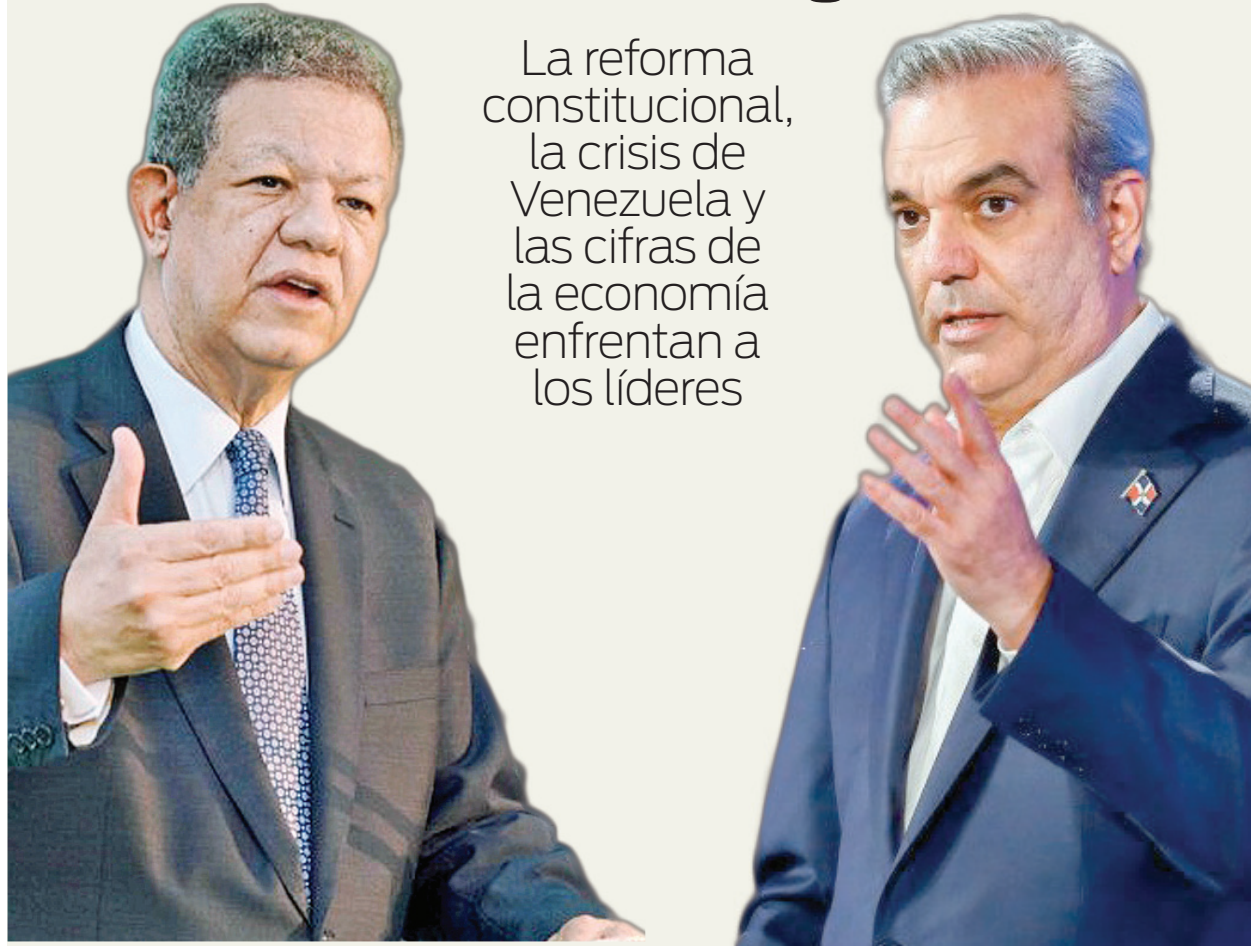 La reforma
constitucional,
la crisis de
Venezuela y
las cifras de
la economía
enfrentan a
los líderes